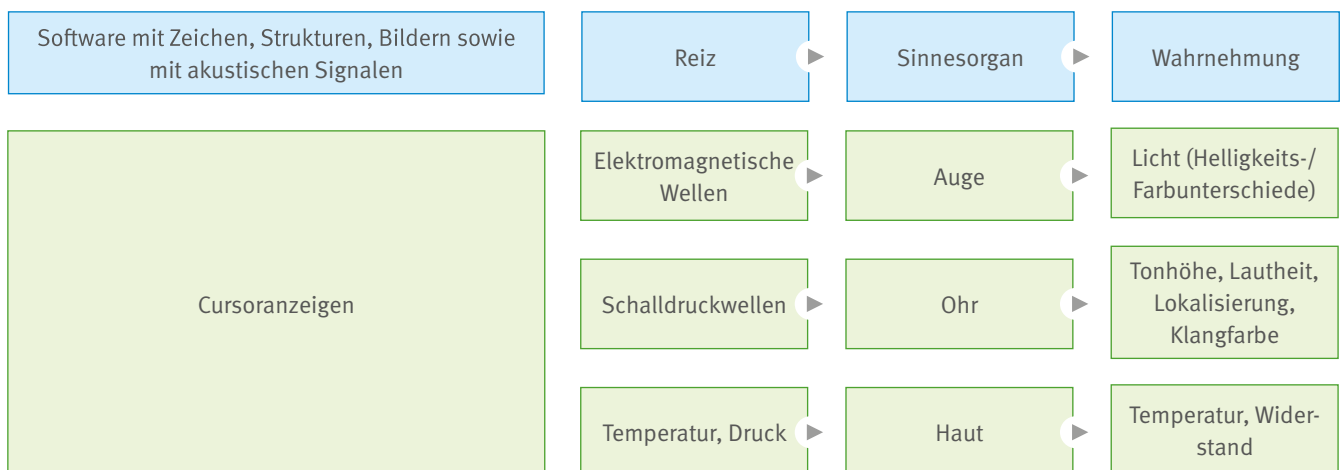 Software mit Zeichen, Strukturen, Bildern sowie
mit akustischen Signalen
Reiz
Sinnesorgan
Wahrnehmung
Cursoranzeigen
Elektromagnetische
Wellen
Auge
Licht (Helligkeits-/
Farbunterschiede)
Schalldruckwellen
Ohr
Tonhöhe, Lautheit,
Lokalisierung,
Klangfarbe
Temperatur, Druck
Haut
Temperatur, Wider-
stand